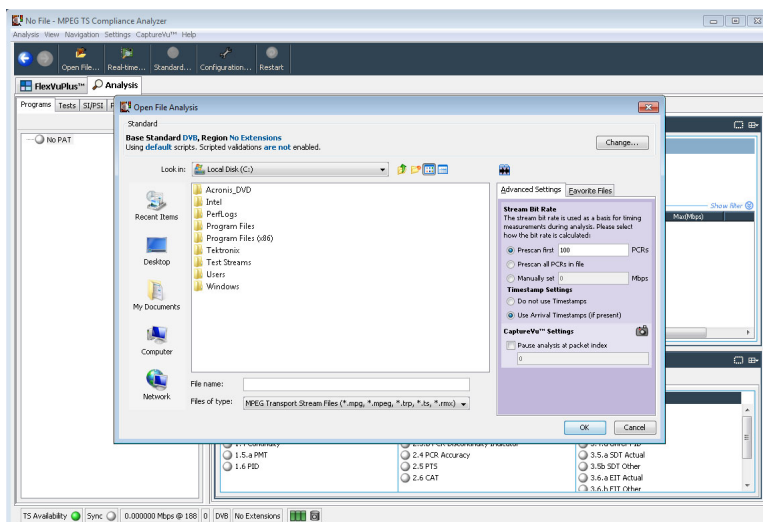 No File - MPEG TS Compliance Analyzer
Analysis View Navigation Settings CaptureVu™ Help
Open File... Real-time... Standard... Configuration... Restart
FlexVuPlus™ Analysis
Programs Tests SI/PSI
No PAT
Open File Analysis
Standard
Base Standard DVB, Region No Extensions
Using default scripts. Scripted validations are not enabled.
Change...
Look in: Local Disk (C:)
Recent Items
Desktop
My Documents
Computer
Network
Acronis_DVD
Intel
PerfLogs
Program Files
Program Files (x86)
Tektronix
Test Streams
Users
Windows
File name:
Files of type: MPEG Transport Stream Files (*.mpg, *.mpeg, *.trp, *.ts, *.rmx)
Advanced Settings Favorite Files
Stream Bit Rate
The stream bit rate is used as a basis for timing
measurements during analysis. Please select
how the bit rate is calculated:
Prescan first 100 PCRs
Prescan all PCRs in file
Manually set 0 Mbps
Timestamp Settings
Do not use Timestamps
Use Arrival Timestamps (if present)
CaptureVu™ Settings
Pause analysis at packet index
0
OK Cancel
Show filter
Max(Mbps)
1.5.a PMT
1.6 PID
2.4 PCR Accuracy
2.5 PTS
2.6 CAT
3.5.a SDT Actual
3.5b SDT Other
3.6.a EIT Actual
3.6.b EIT Other
TS Availability Sync 0.000000 Mbps @ 188 0 DVB No Extensions